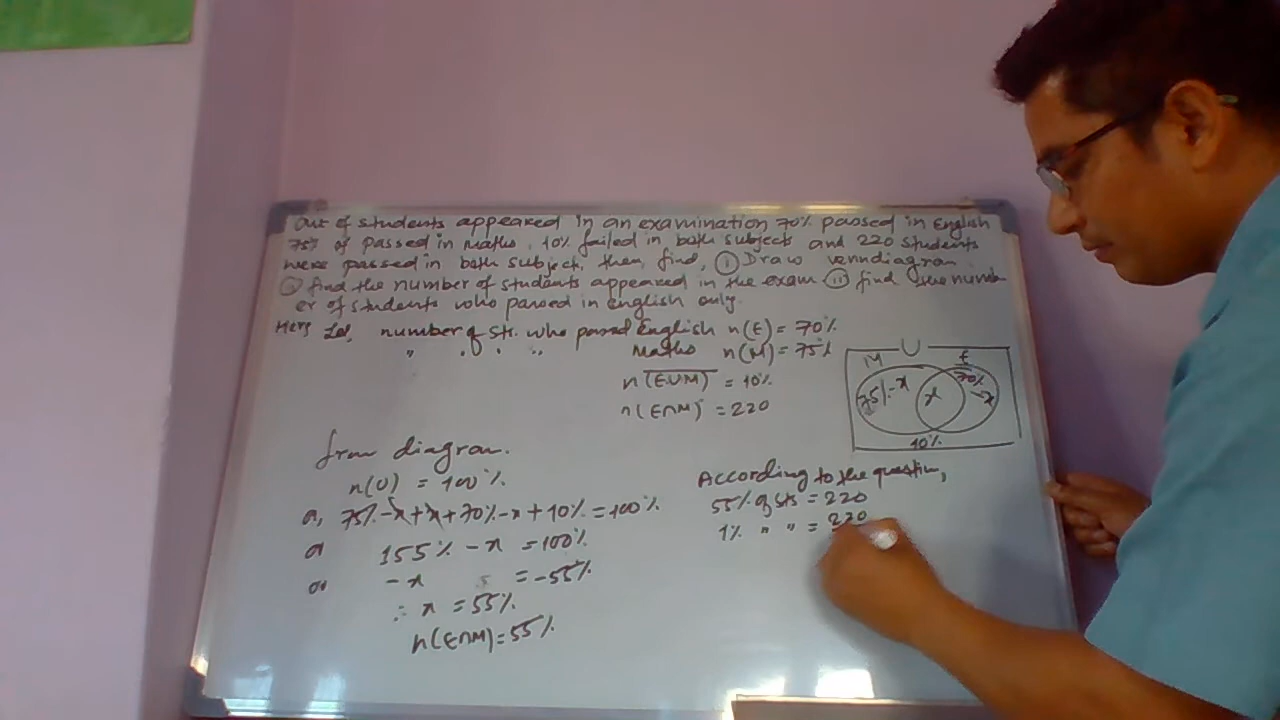 Out of students appeared in an examination 70% passed in English
75% of passed in maths, 10% failed in both subjects and 220 students
were passed in both subject, then find, (i) Draw venndiagram
(ii) find the number of students appeared in the exam (iii) find the numb-
er of students who passed in english only.
Here Let, number of sts. who passed English n(E) = 70%
" " " " Maths n(M) = 75%
n(E∪M) = 10%
n(E∩M) = 220
U
M E
75%-x x 70%-x
10%
from diagram.
n(U) = 100%
or, 75%-x+x+70%-x+10%=100%
or 155%-x =100%
or -x =-55%
∴ x =55%
n(E∩M)=55%
According to the question,
55% of sts = 220
1% " " = 220